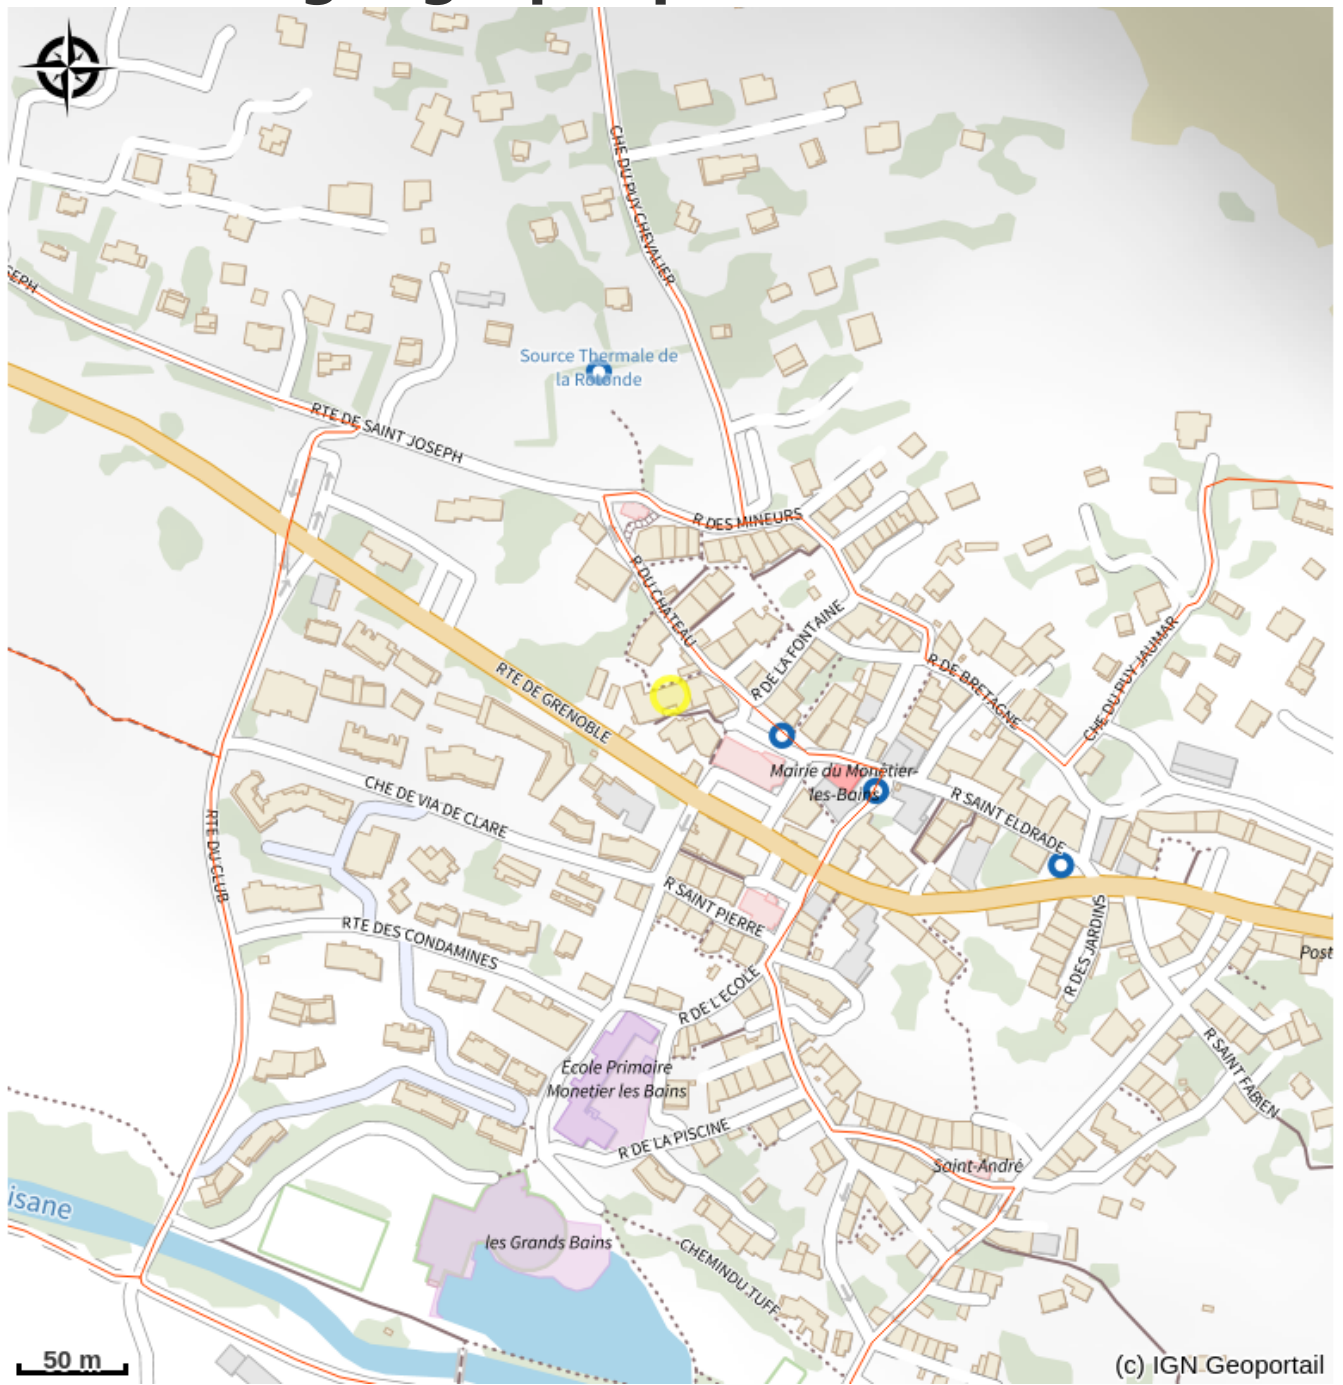 CHE DU PUY CHEVALIER
SEPH
Source Thermale de
la Rotonde
RTE DE SAINT JOSEPH
R DES MINEURS
R DU CHATEAU
R DE LA FONTAINE
CHE DU PUY JAUMAR
R DE BRETAGNE
RTE DE GRENOBLE
Mairie du Monêtier-
les-Bains
CHE DE VIA DE CLARE
R SAINT ELDRADE
RTE DU CLUB
R SAINT PIERRE
RTE DES CONDAMINES
R DES JARDINS
Post
R DE L'ECOLE
R SAINT FABIEN
Ecole Primaire
Monetier les Bains
R DE LA PISCINE
Saint-André
isane
les Grands Bains
CHEMIN DU TUFF
50 m
(c) IGN Geoportail